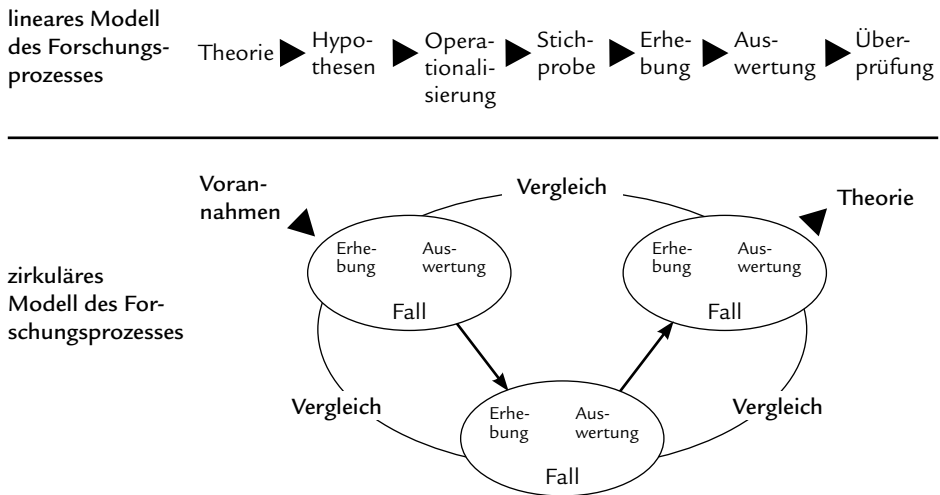 lineares Modell
des Forschungs-
prozesses
Theorie
Hypo-
thesen
Opera-
tionali-
sierung
Stich-
probe
Erhe-
bung
Aus-
wertung
Über-
prüfung
zirkuläres
Modell des For-
schungsprozesses
Voran-
nahmen
Vergleich
Theorie
Erhe-
bung
Aus-
wertung
Fall
Erhe-
bung
Aus-
wertung
Fall
Vergleich
Vergleich
Erhe-
bung
Aus-
wertung
Fall